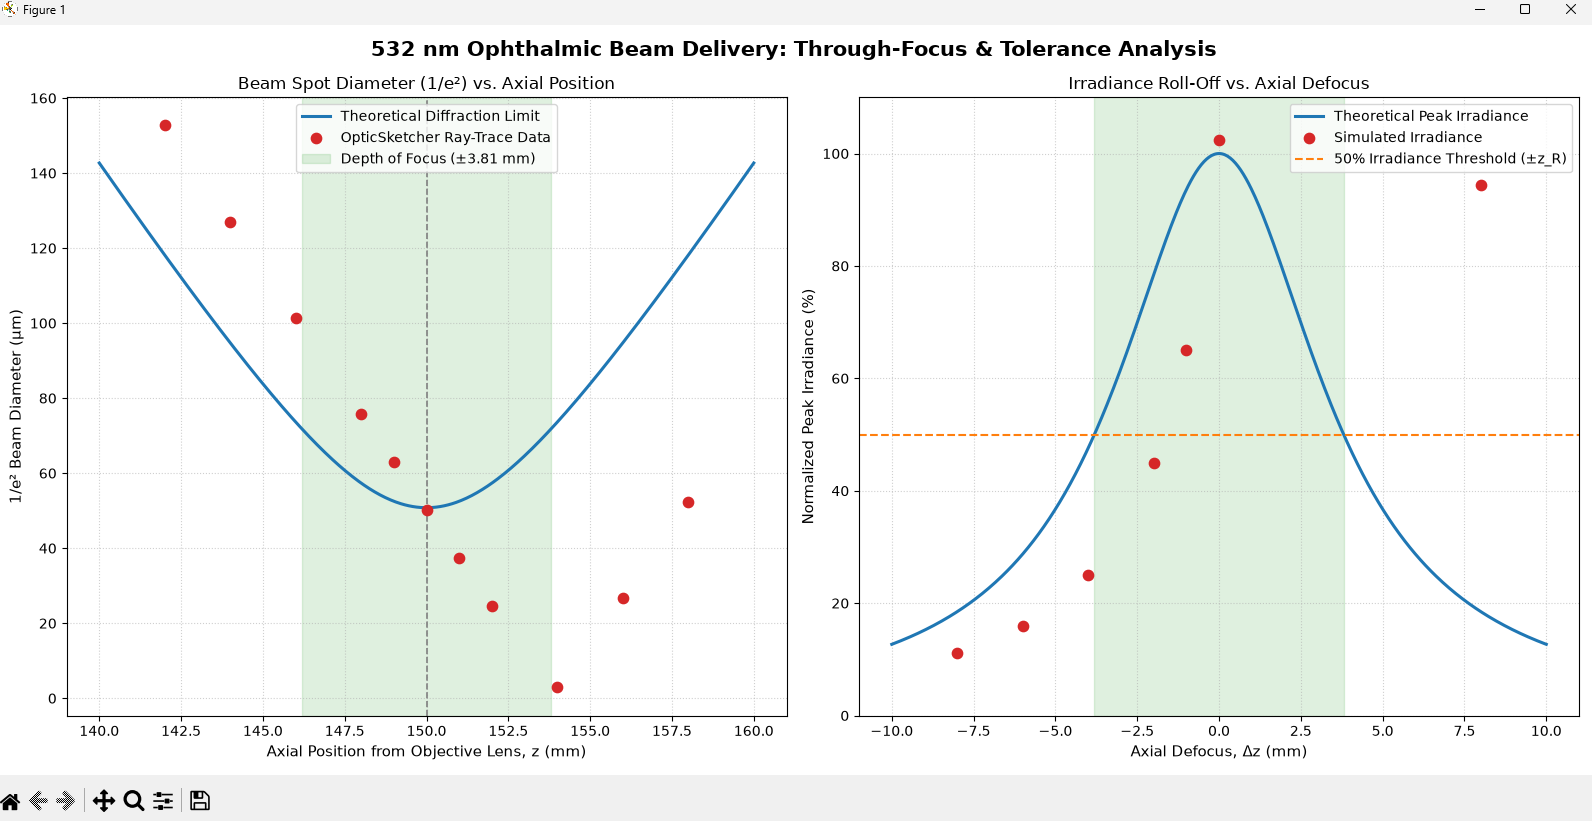 Figure 1
532 nm Ophthalmic Beam Delivery: Through-Focus & Tolerance Analysis
Beam Spot Diameter (1/e²) vs. Axial Position
Theoretical Diffraction Limit
OpticSketcher Ray-Trace Data
Depth of Focus (±3.81 mm)
160
140
120
100
80
60
40
20
0
1/e² Beam Diameter (μm)
140.0 142.5 145.0 147.5 150.0 152.5 155.0 157.5 160.0
Axial Position from Objective Lens, z (mm)
Irradiance Roll-Off vs. Axial Defocus
Theoretical Peak Irradiance
Simulated Irradiance
50% Irradiance Threshold (±z_R)
100
80
60
40
20
0
Normalized Peak Irradiance (%)
−10.0 −7.5 −5.0 −2.5 0.0 2.5 5.0 7.5 10.0
Axial Defocus, Δz (mm)